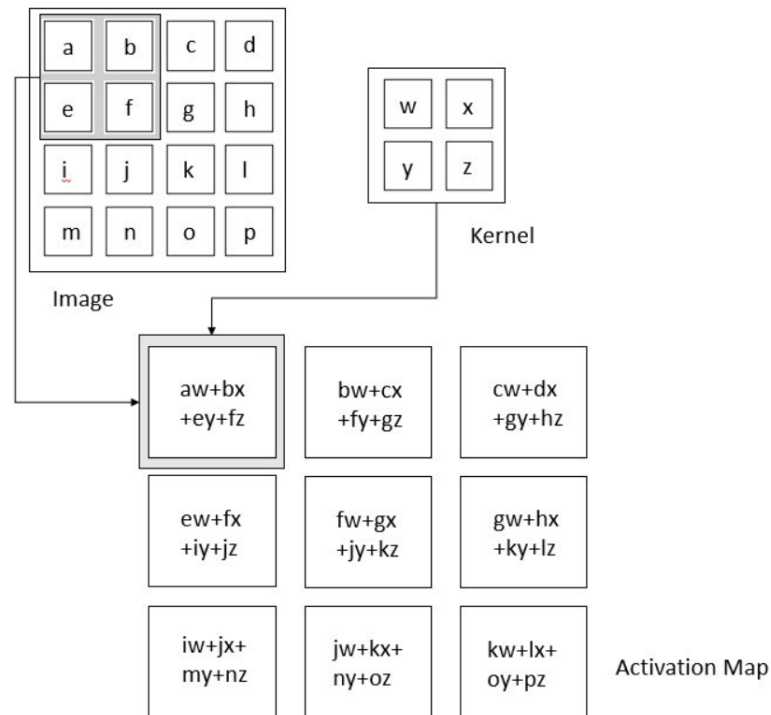 a b c d
e f g h
i j k l
m n o p
Image
w x
y z
Kernel
aw+bx
+ey+fz
bw+cx
+fy+gz
cw+dx
+gy+hz
ew+fx
+iy+jz
fw+gx
+jy+kz
gw+hx
+ky+lz
iw+jx+
my+nz
jw+kx+
ny+oz
kw+lx+
oy+pz
Activation Map